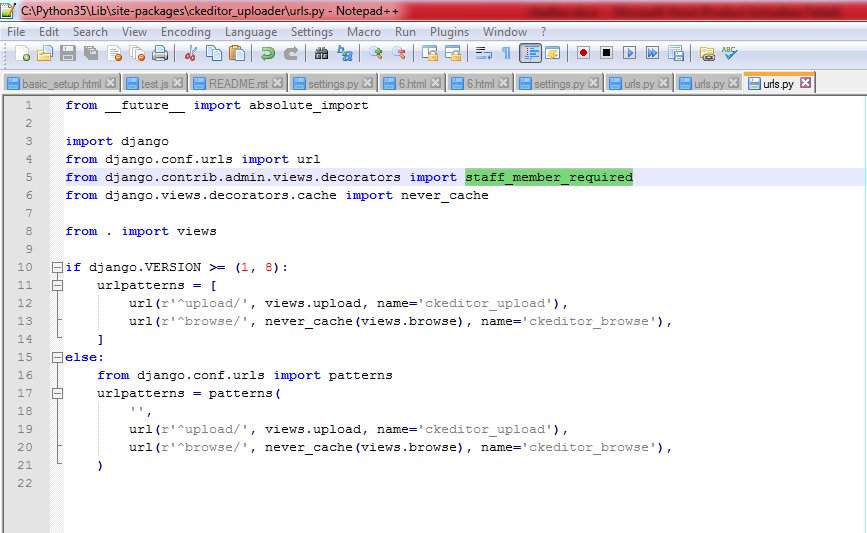 C:\Python35\Lib\site-packages\ckeditor_uploader\urls.py - Notepad++
File Edit Search View Encoding Language Settings Macro Run Plugins Window ?
basic_setup.html test.js README.rst settings.py 6.html 6.html settings.py urls.py urls.py urls.py
1 from __future__ import absolute_import
2
3 import django
4 from django.conf.urls import url
5 from django.contrib.admin.views.decorators import staff_member_required
6 from django.views.decorators.cache import never_cache
7
8 from . import views
9
10 if django.VERSION >= (1, 8):
11     urlpatterns = [
12         url(r'^upload/', views.upload, name='ckeditor_upload'),
13         url(r'^browse/', never_cache(views.browse), name='ckeditor_browse'),
14     ]
15 else:
16     from django.conf.urls import patterns
17     urlpatterns = patterns(
18         '',
19         url(r'^upload/', views.upload, name='ckeditor_upload'),
20         url(r'^browse/', never_cache(views.browse), name='ckeditor_browse'),
21     )
22